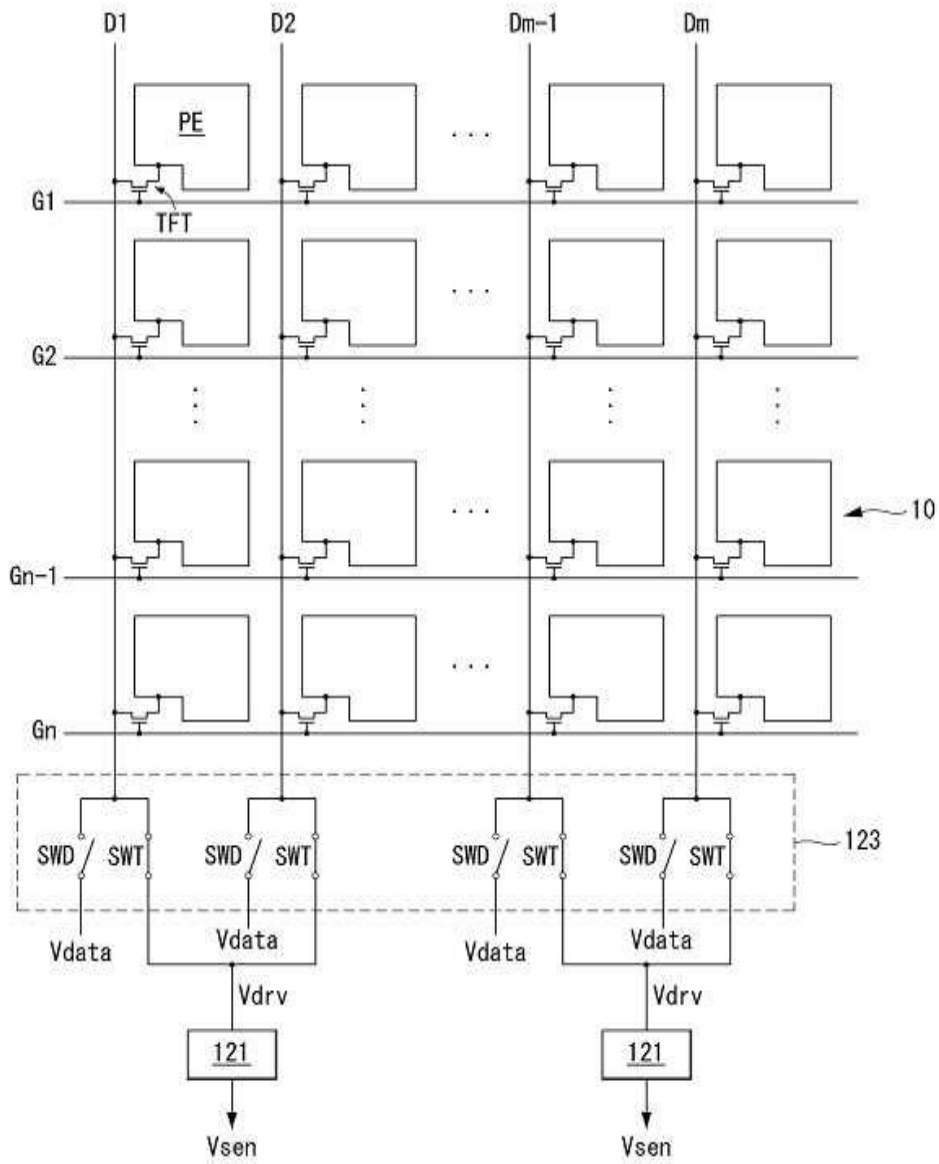 D1 D2 Dm-1 Dm
PE
. . .
G1
TFT
. . .
G2
Gn-1
. . .
10
Gn
. . .
SWD SWT SWD SWT SWD SWT SWD SWT
123
Vdata Vdata Vdata Vdata
Vdrv Vdrv
121 121
Vsen Vsen